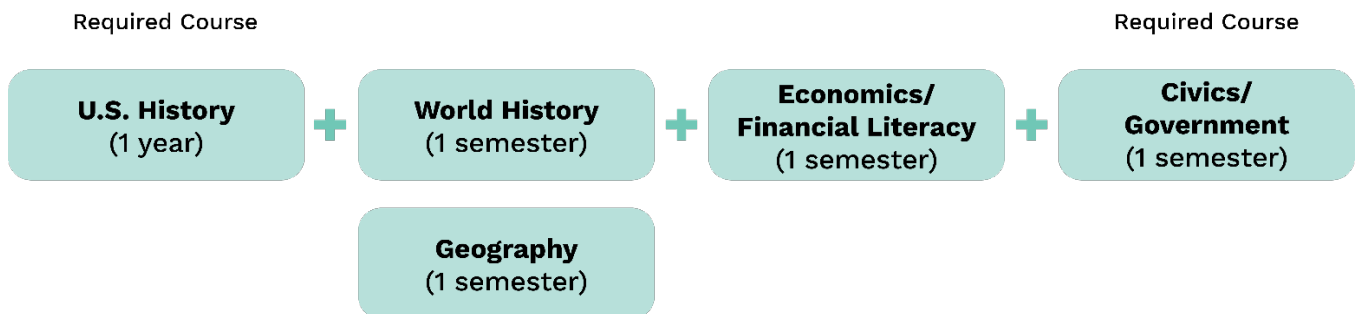 Required Course
Required Course
U.S. History
(1 year)
World History
(1 semester)
Economics/
Financial Literacy
(1 semester)
Civics/
Government
(1 semester)
Geography
(1 semester)